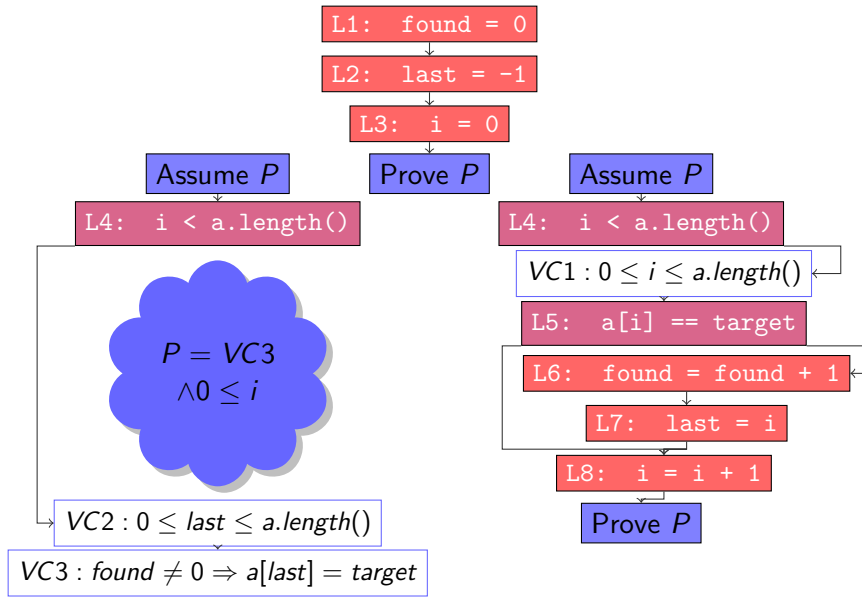 L1: found = 0
L2: last = -1
L3: i = 0
Assume P
Prove P
Assume P
L4: i < a.length()
L4: i < a.length()
VC1 : 0 ≤ i ≤ a.length()
L5: a[i] == target
P = VC3
∧0 ≤ i
L6: found = found + 1
L7: last = i
L8: i = i + 1
VC2 : 0 ≤ last ≤ a.length()
Prove P
VC3 : found ≠ 0 ⇒ a[last] = target